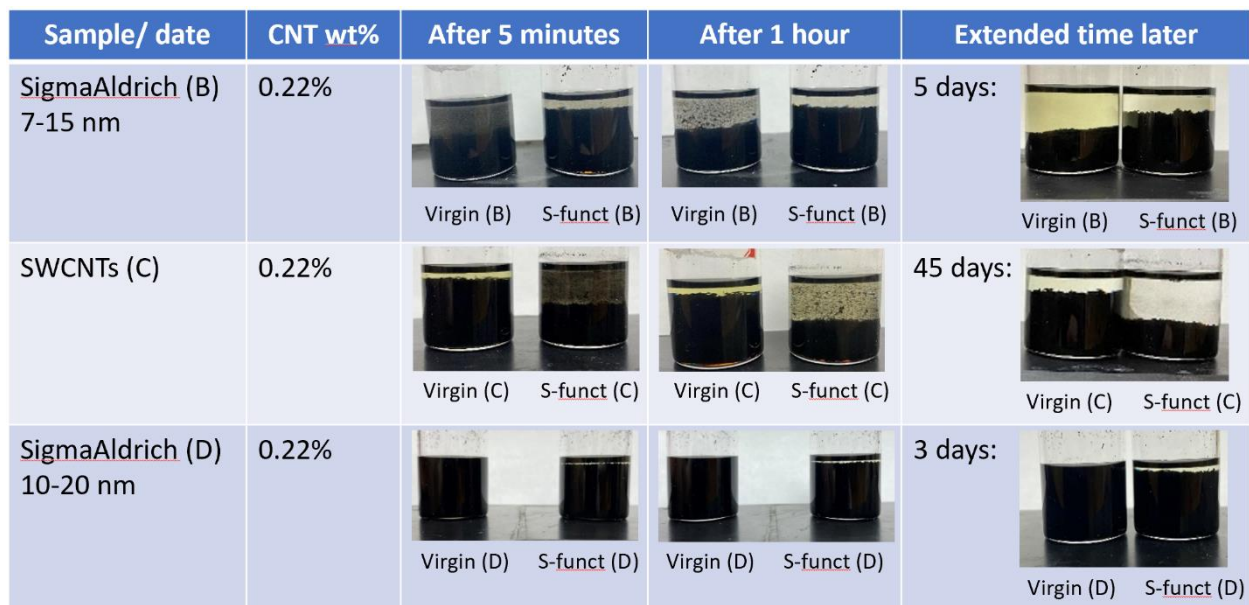 Sample/ date
CNT wt%
After 5 minutes
After 1 hour
Extended time later
SigmaAldrich (B)
7-15 nm
0.22%
Virgin (B)
S-funct (B)
Virgin (B)
S-funct (B)
5 days:
Virgin (B)
S-funct (B)
SWCNTs (C)
0.22%
Virgin (C)
S-funct (C)
Virgin (C)
S-funct (C)
45 days:
Virgin (C)
S-funct (C)
SigmaAldrich (D)
10-20 nm
0.22%
Virgin (D)
S-funct (D)
Virgin (D)
S-funct (D)
3 days:
Virgin (D)
S-funct (D)